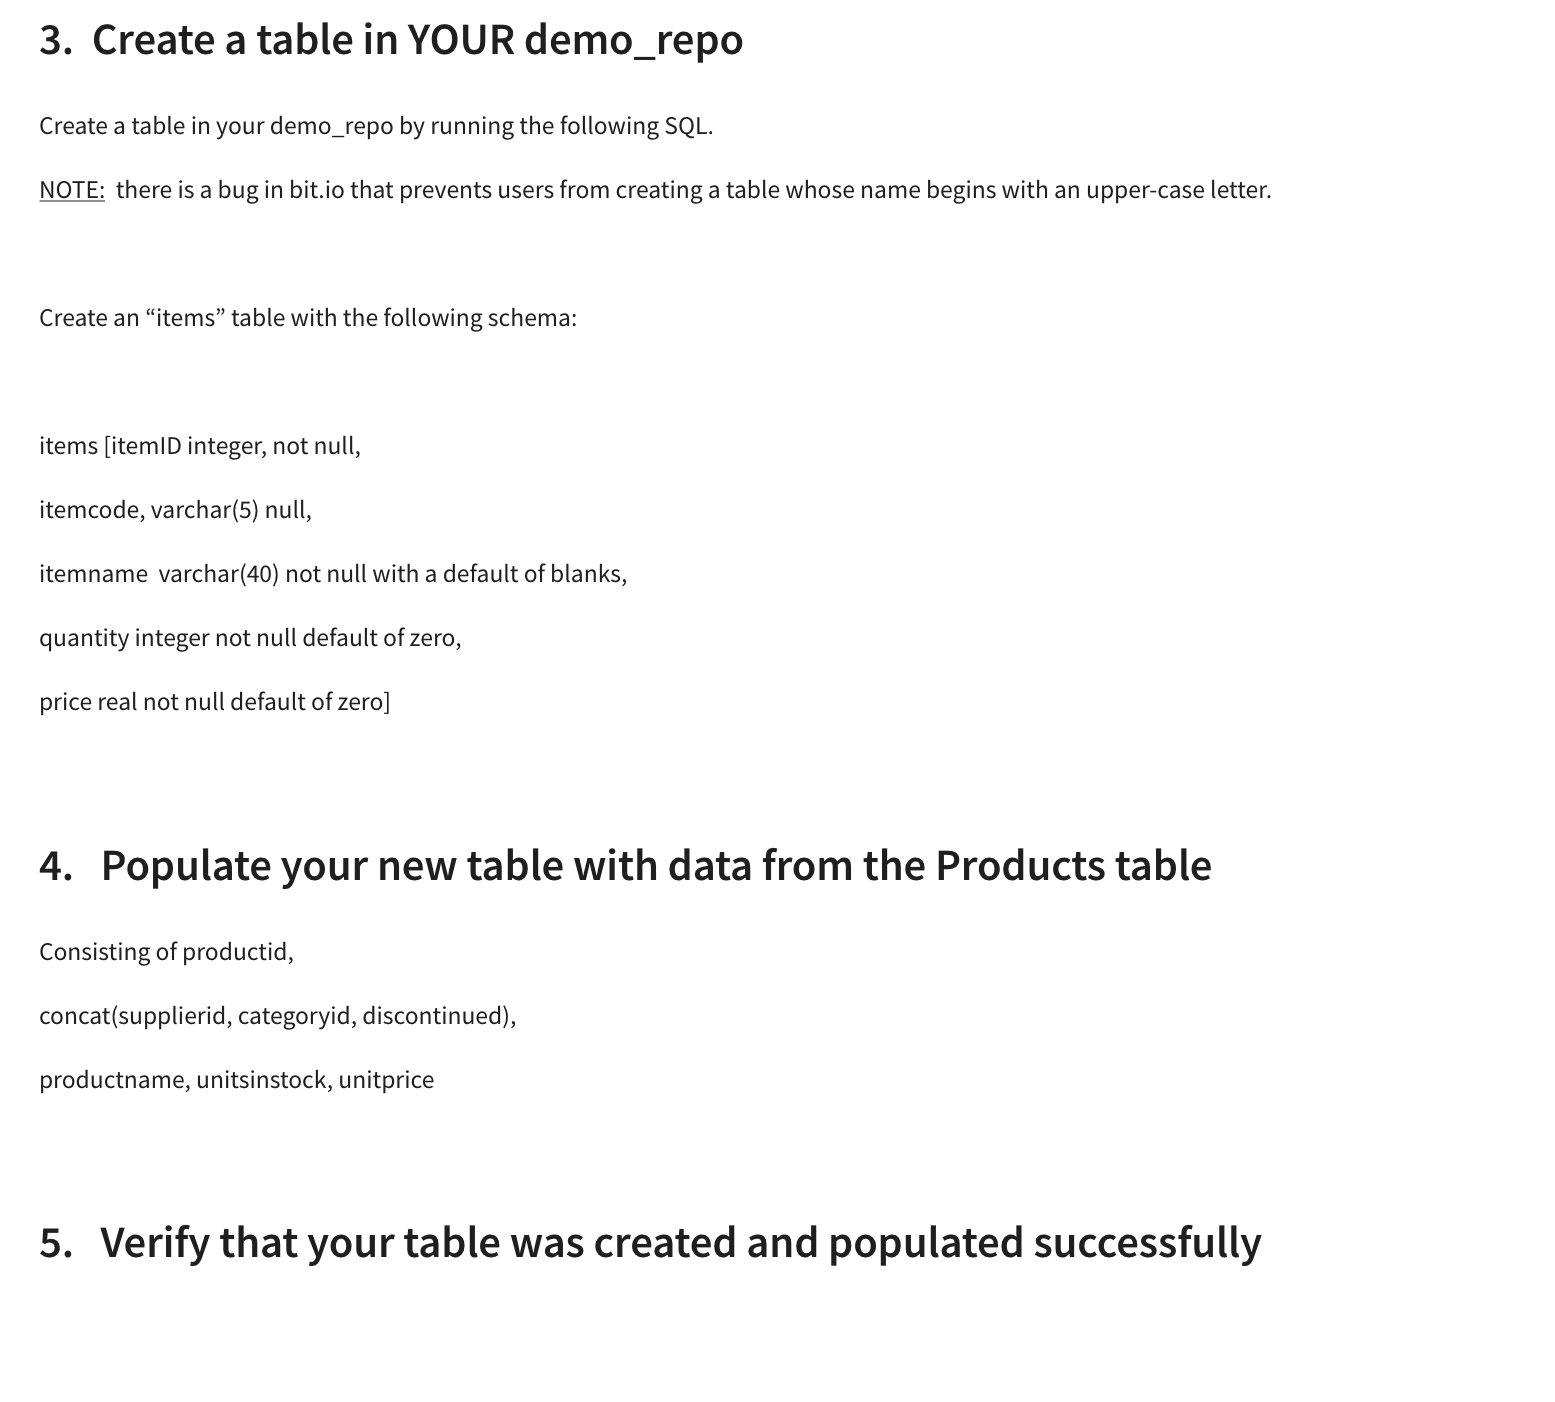 3. Create a table in YOUR demo_repo
Create a table in your demo_repo by running the following SQL.
NOTE: there is a bug in bit.io that prevents users from creating a table whose name begins with an upper-case letter.
Create an “items” table with the following schema:
items [itemID integer, not null,
itemcode, varchar(5) null,
itemname varchar(40) not null with a default of blanks,
quantity integer not null default of zero,
price real not null default of zero]
4. Populate your new table with data from the Products table
Consisting of productid,
concat(supplierid, categoryid, discontinued),
productname, unitsinstock, unitprice
5. Verify that your table was created and populated successfully